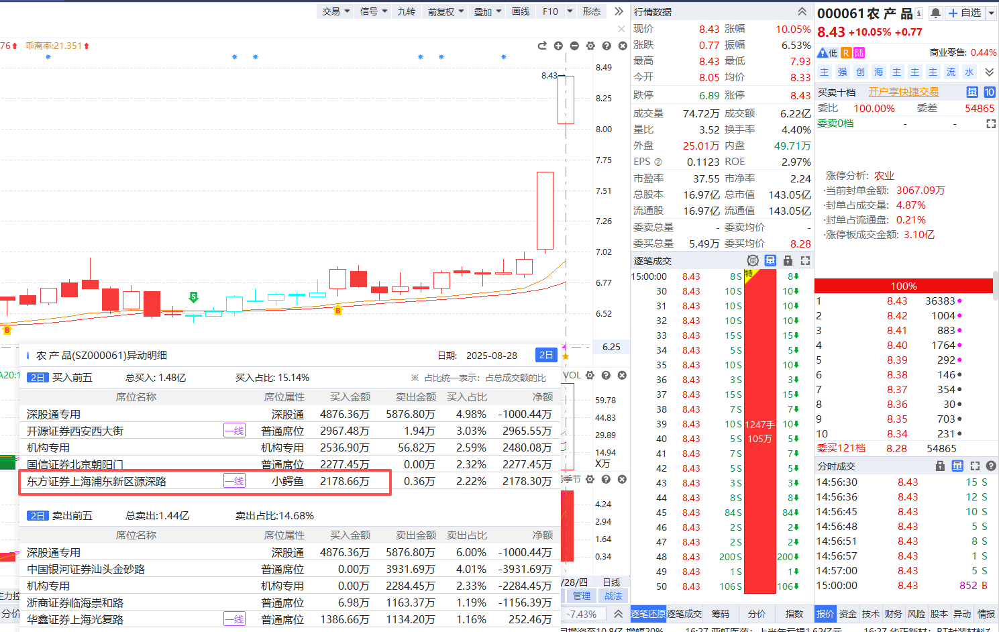 交易 信号 九转 前复权 叠加 画线 F10 形态
76 乖离率:21.351
8.49
8.43
8.25
8.00
7.75
7.51
7.26
7.02
6.77
6.52
6.25
S
B
B
农 产 品(SZ000061)异动明细 日期: 2025-08-28 2日
2日 买入前五 总买入: 1.48亿 买入占比: 15.14% ※ 占比统一表示: 占总成交额的比
席位名称 席位属性 买入金额 卖出金额 买入占比 净额
深股通专用 深股通 4876.36万 5876.80万 4.98% -1000.44万
开源证券西安西大街 一线 普通席位 2967.48万 1.94万 3.03% 2965.55万
机构专用 机构专用 2536.90万 56.82万 2.59% 2480.08万
国信证券北京朝阳门 普通席位 2277.45万 0.00万 2.32% 2277.45万
东方证券上海浦东新区源深路 一线 小鳄鱼 2178.66万 0.36万 2.22% 2178.30万
2日 卖出前五 总卖出:1.44亿 卖出占比:14.68%
席位名称 席位属性 买入金额 卖出金额 卖出占比 净额
深股通专用 深股通 4876.36万 5876.80万 6.00% -1000.44万
中国银河证券汕头金砂路 普通席位 0.00万 3931.69万 4.01% -3931.69万
机构专用 普通席位 0.00万 2284.45万 2.33% -2284.45万
浙商证券临海崇和路 普通席位 6.98万 1163.37万 1.19% -1156.39万
华鑫证券上海光复路 一线 普通席位 1386.66万 1134.20万 1.16% 252.46万
A20:1
主力控
分价
VOL
59.78
44.83
29.89
14.94
X万
季节
4.24
2.94
1.64
0.34
/28/四 日线
管理 战法
-7.43%
行情数据
现价 8.43 涨幅 10.05%
涨跌 0.77 振幅 6.53%
最高 8.43 最低 7.93
今开 8.05 均价 8.33
跌停 6.89 涨停 8.43
成交量 74.72万 成交额 6.22亿
量比 3.52 换手率 4.40%
外盘 25.01万 内盘 49.71万
EPS ② 0.1123 ROE 2.97%
市盈率 37.55 市净率 2.24
总股本 16.97亿 总市值 143.05亿
流通股 16.97亿 流通值 143.05亿
委卖总量 - 委卖均价 -
委买总量 5.49万 委买均价 8.28
逐笔成交 单 量
特
15:00:00 8.43 8 S 8
30 8.43 10 S 10
31 8.43 10 S 10
32 8.43 10 S 10
33 8.43 15 S 15
34 8.43 5 S 5
35 8.43 10 S 10
36 8.43 3 S 3
37 8.43 15 S 15
38 8.43 7 S 7
39 8.43 10 S 1247手 10
40 8.43 5 S 105万 5
41 8.43 7 S 7
42 8.43 5 S 5
43 8.43 3 S 3
44 8.43 8 S 8
45 8.43 84 S 84
46 8.43 2 S 2
47 8.43 2 S 2
48 8.43 200 S 200
49 8.43 1 S 1
50 8.43 106 S 106
逐笔还原 逐笔成交 筹码 分价 指数
000061 农 产 品 自选
8.43 +10.05% +0.77
低 R 陆 商业零售: 0.44%
主 强 创 海 主 主 主 流 水
买卖十档 开户享快捷交易 量 10
委比 100.00% 委差 54865
委卖0档 - -
涨停分析: 农业
·当前封单金额: 3067.09万
·封单占成交量: 4.87%
·封单占流通盘: 0.21%
·涨停板成交金额: 3.10亿
100%
1 8.43 36383
2 8.42 1004
3 8.41 883
4 8.40 1764
5 8.39 292
6 8.38 146
7 8.37 354
8 8.36 30
9 8.35 703
10 8.34 231
委买121档 8.28 54865
分时成交 量
14:56:30 8.43 15 S
14:56:36 8.43 12 S
14:56:45 8.43 10 S
14:56:48 8.43 5 S
14:56:51 8.43 8 S
14:56:57 8.43 1 S
14:57:00 8.43 5 S
15:00:00 8.43 852 B
报价 资金 技术 财务 风险 股本 异动 情报